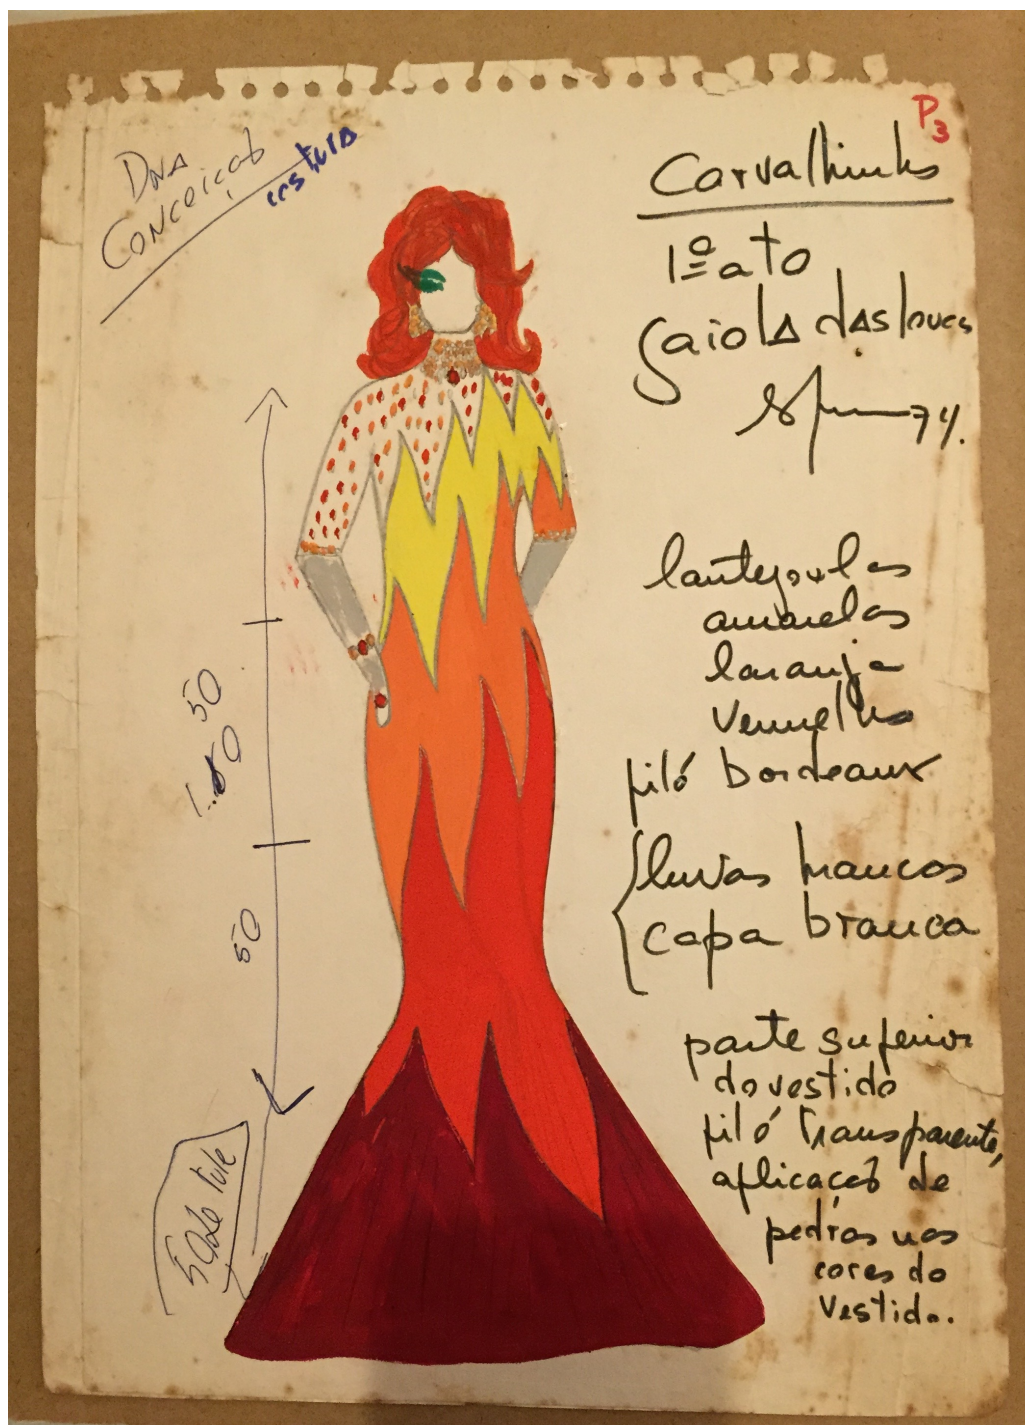 P3
Dna
Conceição
costura
Carvalhinho
1º ato
Gaiola das loucas
74.
lantejoulas
amarelas
laranja
vermelho
filó bordeaux
luvas brancas
capa branca
parte superior
do vestido
filó transparente,
aplicação de
pedras nas
cores do
vestido.
50
50
50 de tule